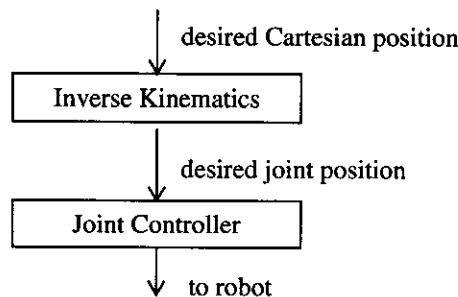 desired Cartesian position
Inverse Kinematics
desired joint position
Joint Controller
to robot